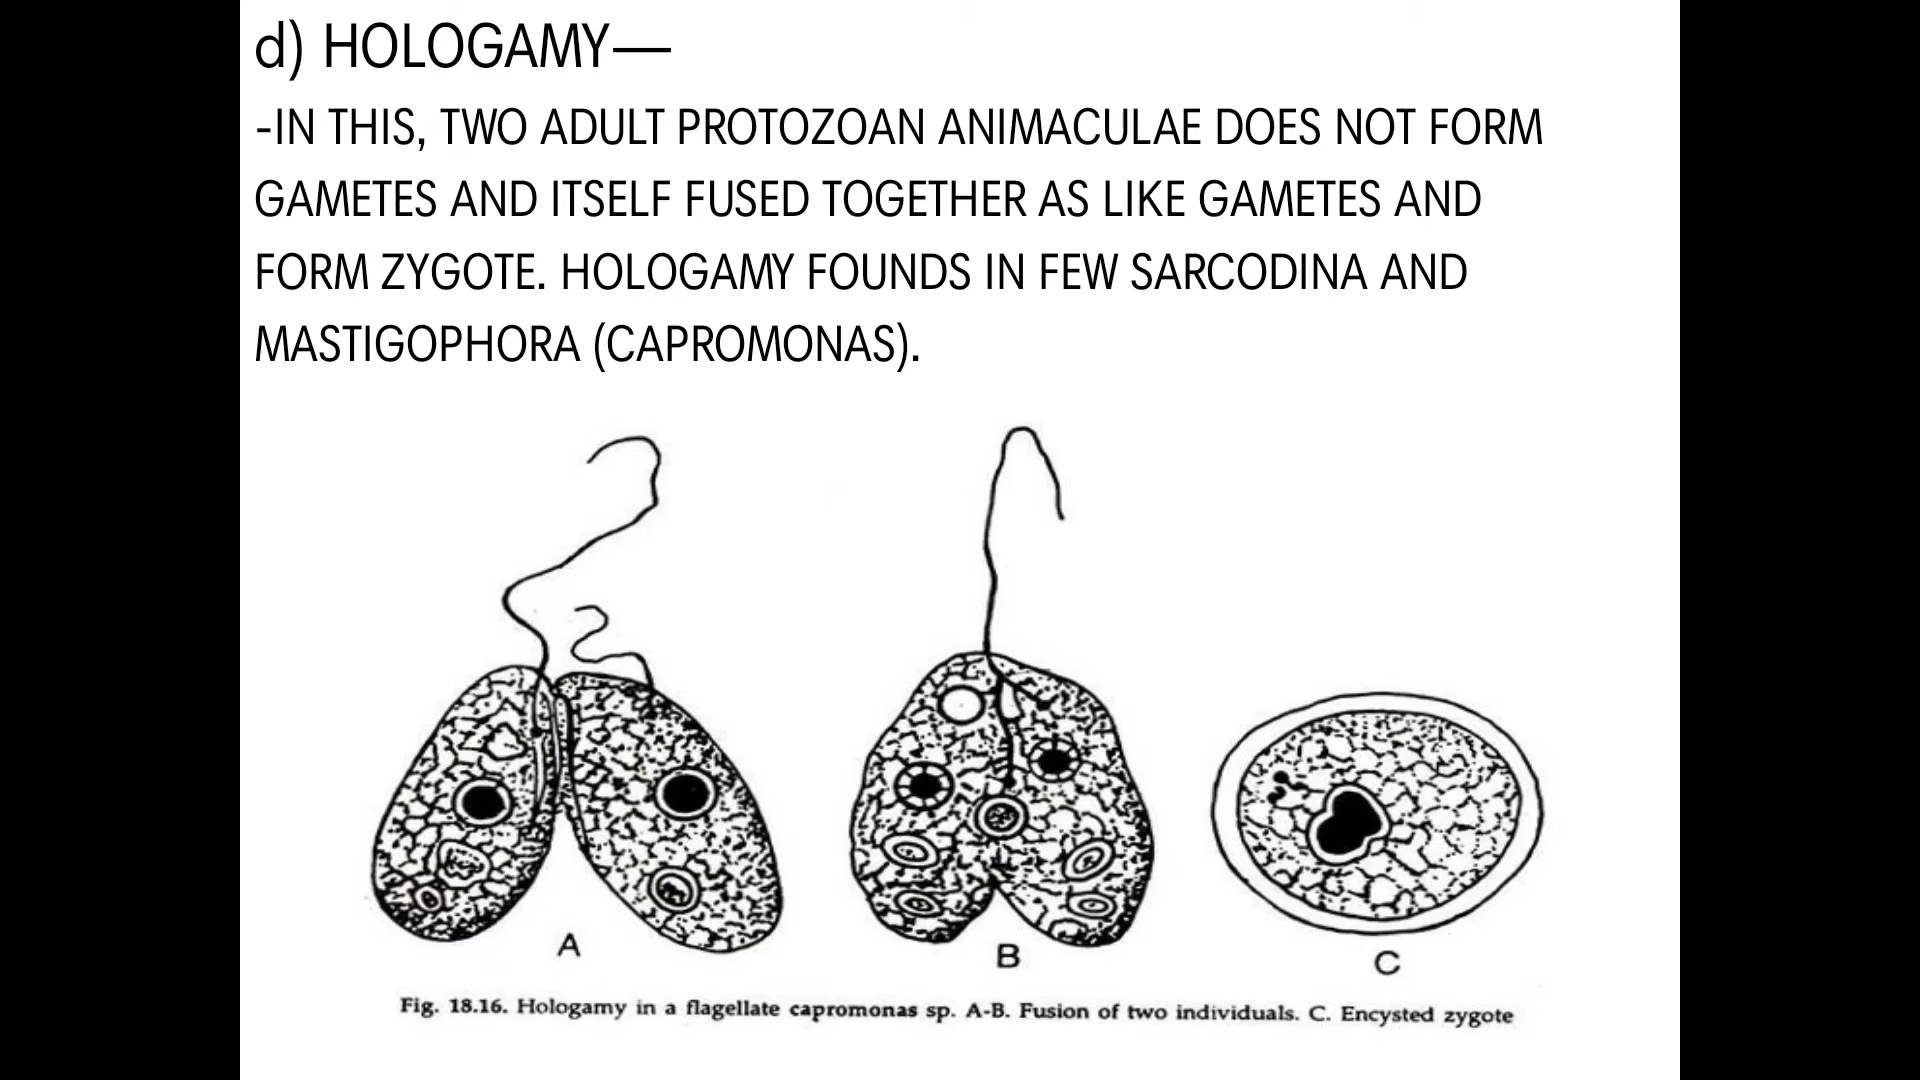 d) HOLOGAMY—
-IN THIS, TWO ADULT PROTOZOAN ANIMACULAE DOES NOT FORM
GAMETES AND ITSELF FUSED TOGETHER AS LIKE GAMETES AND
FORM ZYGOTE. HOLOGAMY FOUNDS IN FEW SARCODINA AND
MASTIGOPHORA (CAPROMONAS).
A
B
C
Fig. 18.16. Hologamy in a flagellate capromonas sp. A-B. Fusion of two individuals. C. Encysted zygote